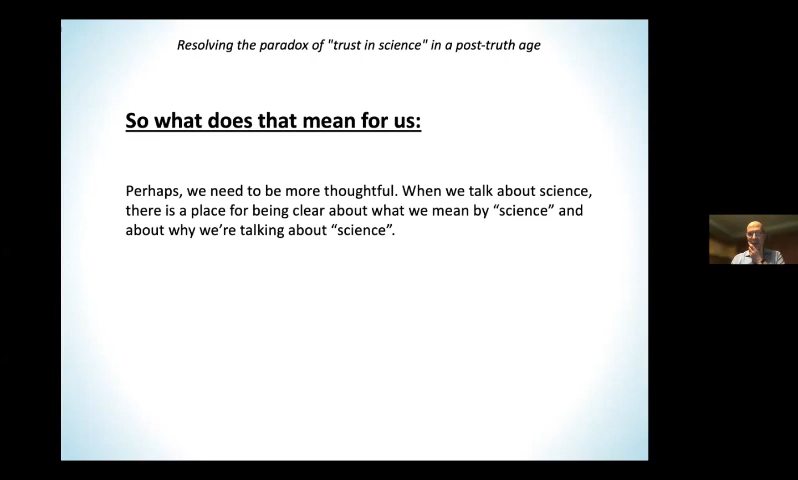 Resolving the paradox of "trust in science" in a post-truth age
So what does that mean for us:
Perhaps, we need to be more thoughtful. When we talk about science,
there is a place for being clear about what we mean by “science” and
about why we’re talking about “science”.